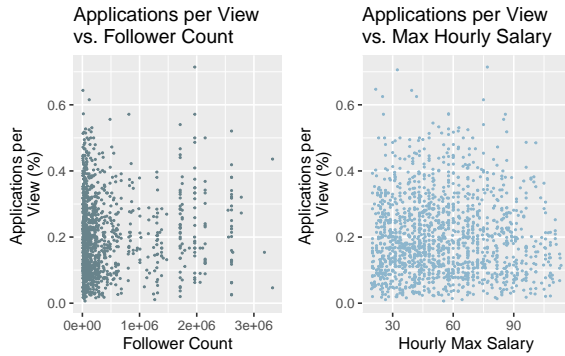 Applications per View
vs. Follower Count
Applications per
View (%)
0.6
0.4
0.2
0.0
0e+00 1e+06 2e+06 3e+06
Follower Count
Applications per View
vs. Max Hourly Salary
Applications per
View (%)
0.6
0.4
0.2
0.0
30 60 90
Hourly Max Salary